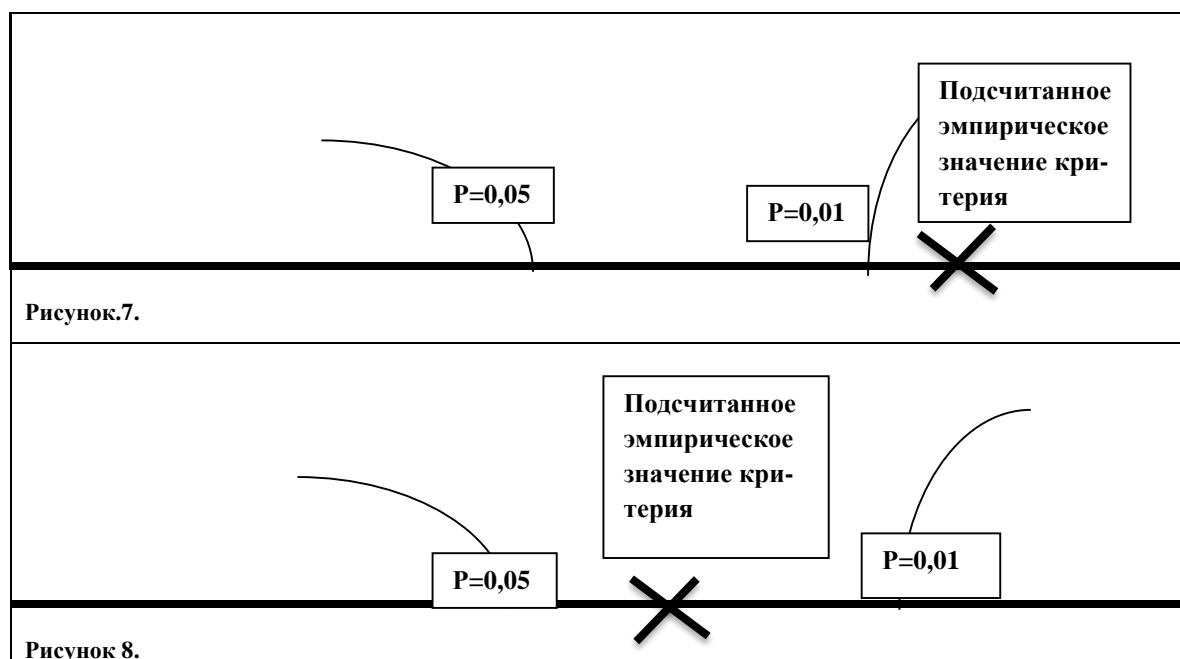 Подсчитанное
эмпирическое
значение кри-
терия
P=0,05
P=0,01
Рисунок.7.
Подсчитанное
эмпирическое
значение кри-
терия
P=0,05
P=0,01
Рисунок 8.